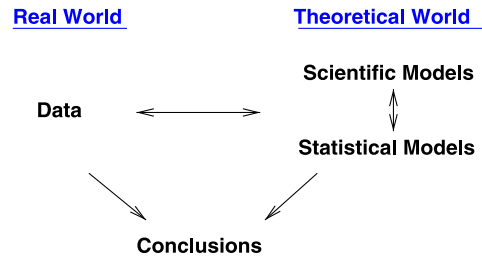 Real World
Theoretical World
Scientific Models
Data
Statistical Models
Conclusions